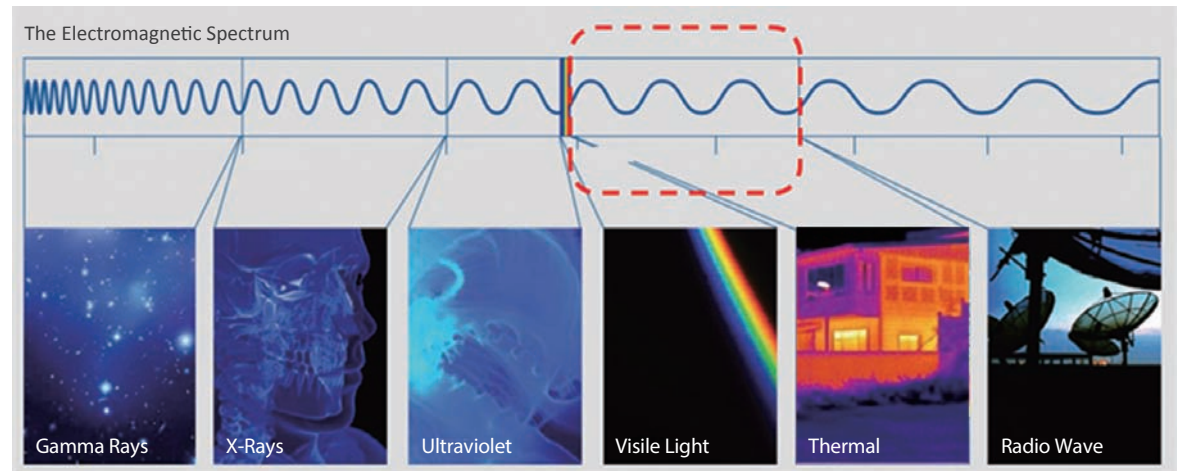 The Electromagnetic Spectrum
Gamma Rays
X-Rays
Ultraviolet
Visile Light
Thermal
Radio Wave